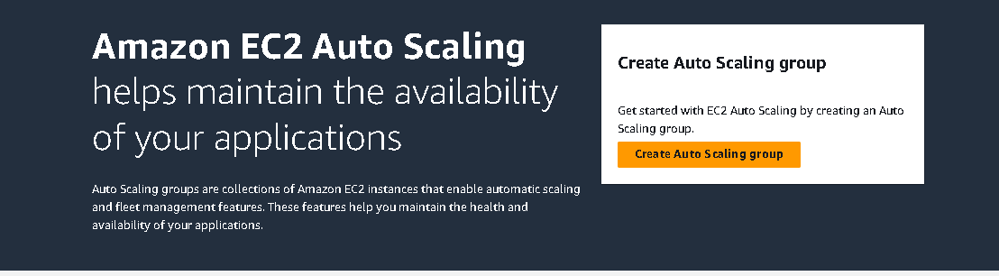 Amazon EC2 Auto Scaling
helps maintain the availability
of your applications
Auto Scaling groups are collections of Amazon EC2 instances that enable automatic scaling
and fleet management features. These features help you maintain the health and
availability of your applications.
Create Auto Scaling group
Get started with EC2 Auto Scaling by creating an Auto
Scaling group.
Create Auto Scaling group